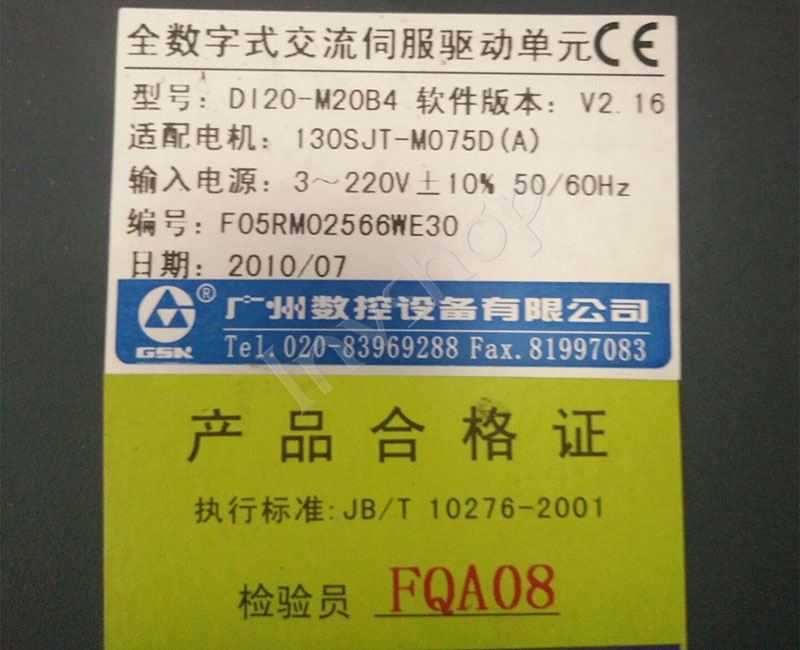 全数字式交流伺服驱动单元 CE
型号: DI20-M20B4 软件版本: V2.16
适配电机: 130SJT-M075D(A)
输入电源: 3～220V±10% 50/60Hz
编号: F05RM02566WE30
日期: 2010/07
GSK ® 广州数控设备有限公司
Tel.020-83969288 Fax.81997083
产品合格证
执行标准:JB/T 10276-2001
检验员 FQA08
Invshop